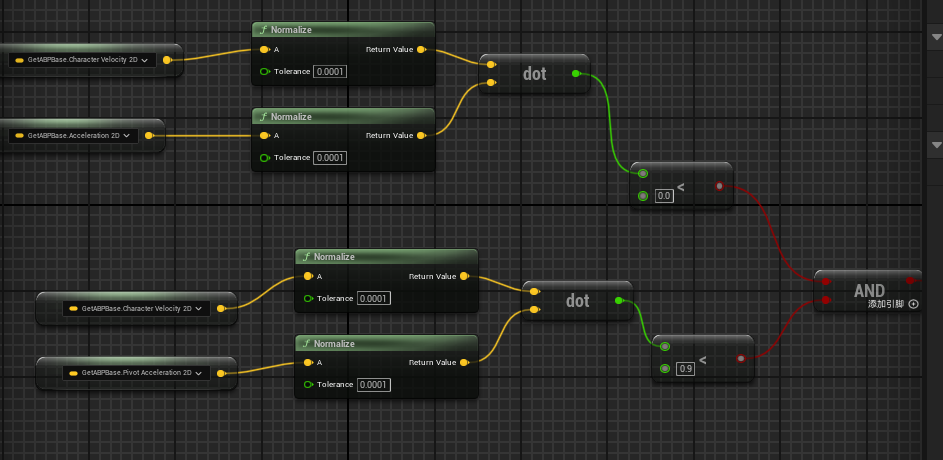 f Normalize
GetABPBase.Character Velocity 2D
A
Return Value
Tolerance 0.0001
dot
f Normalize
GetABPBase.Acceleration 2D
A
Return Value
Tolerance 0.0001
0.0
<
f Normalize
A
Return Value
GetABPBase.Character Velocity 2D
Tolerance 0.0001
dot
AND
添加引脚
f Normalize
GetABPBase.Pivot Acceleration 2D
A
Return Value
Tolerance 0.0001
0.9
<